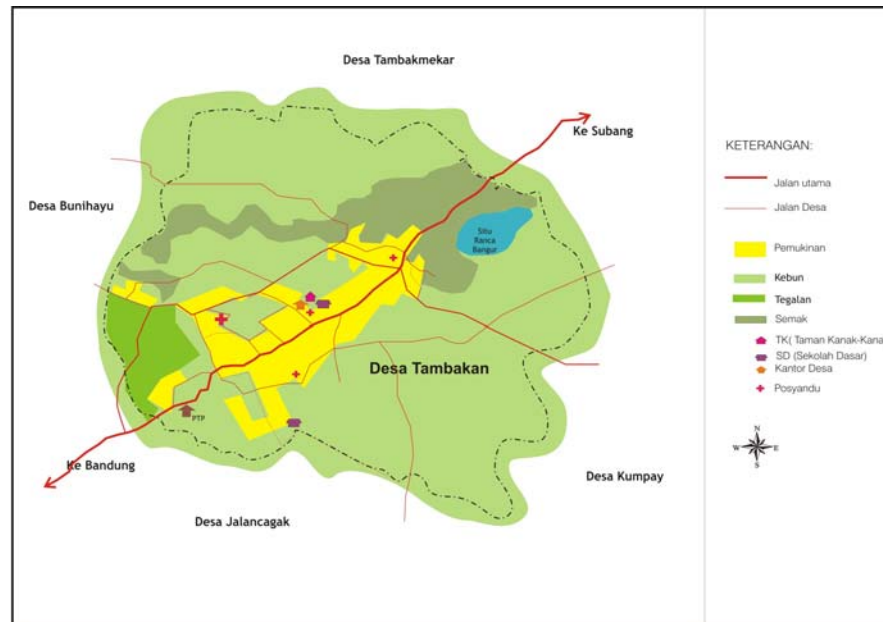 Desa Tambakmekar
Ke Subang
Desa Bunihayu
Situ
Ranca
Bangur
Desa Tambakan
PTP
Ke Bandung
Desa Kumpay
Desa Jalancagak
KETERANGAN:
Jalan utama
Jalan Desa
Pemukinan
Kebun
Tegalan
Semak
TK( Taman Kanak-Kana
SD (Sekolah Dasar)
Kantor Desa
Posyandu
N
W E
S